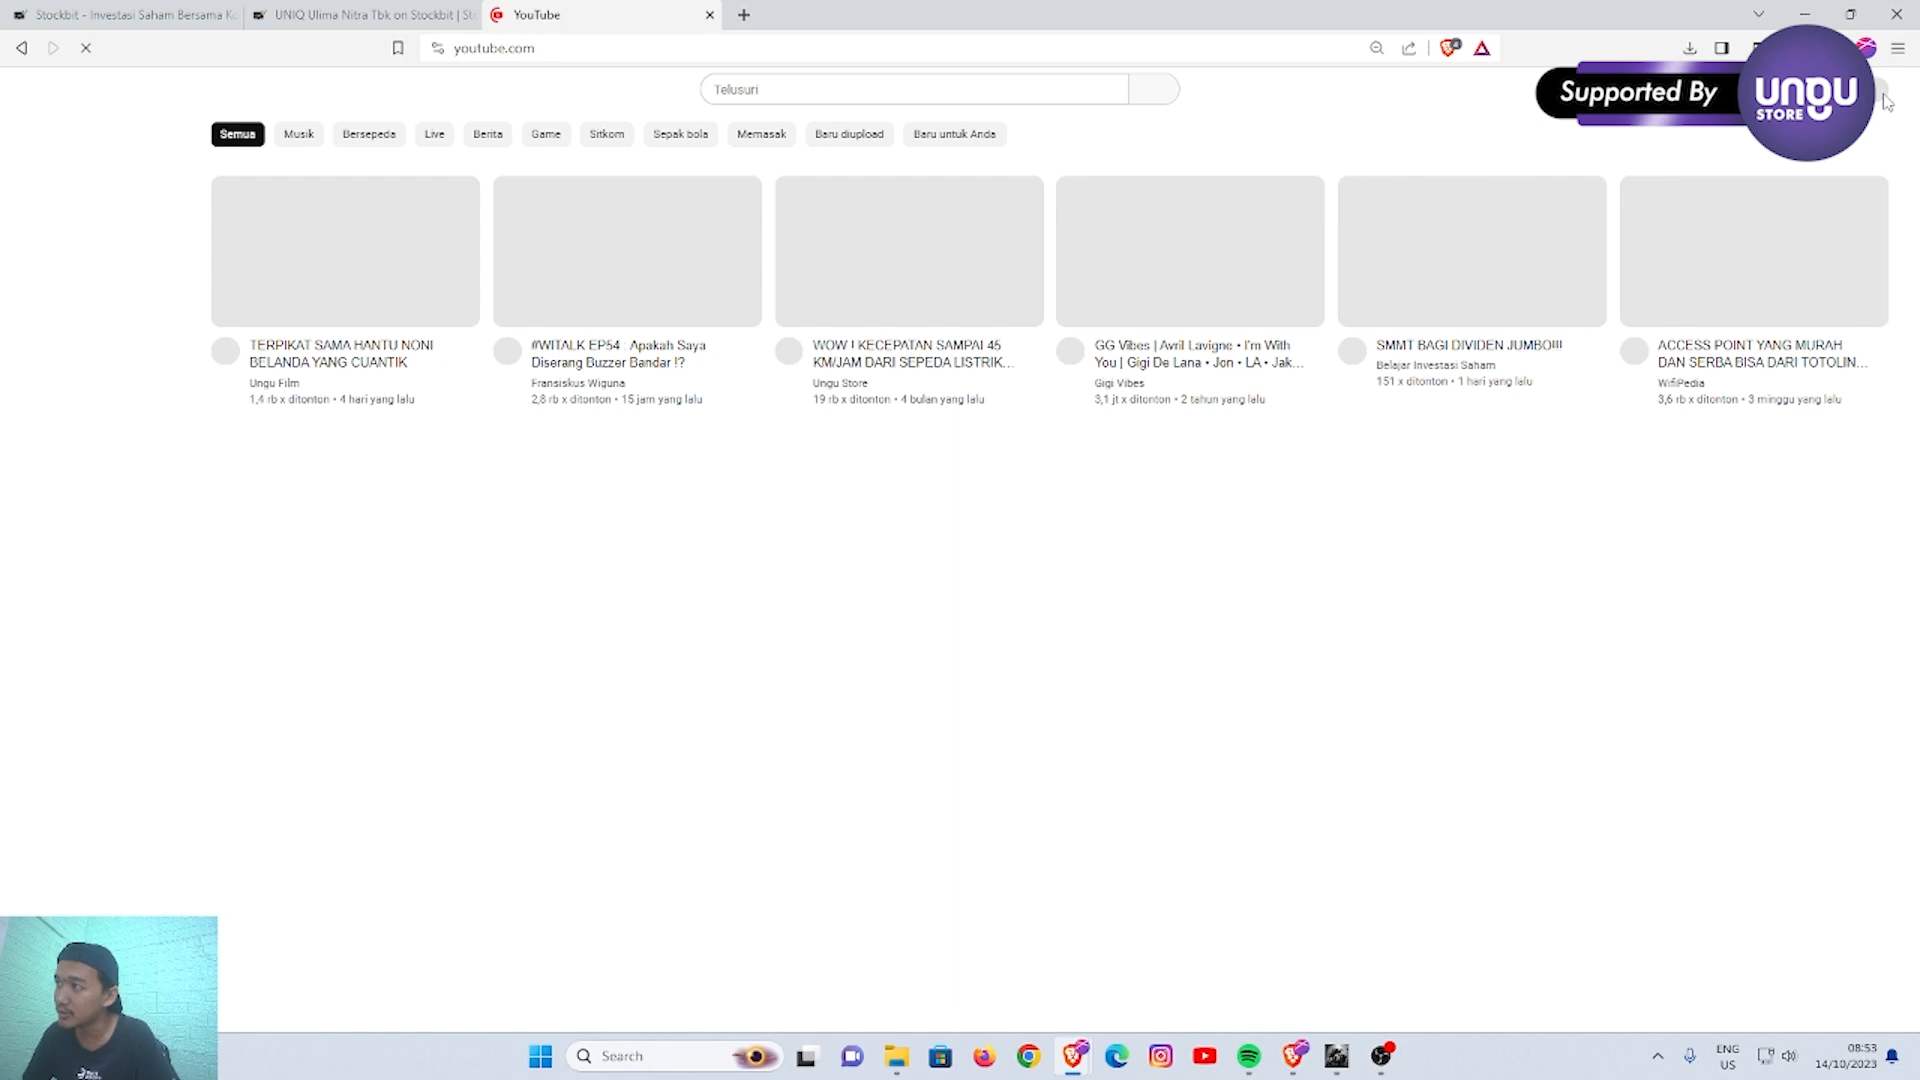 Stockbit - Investasi Saham Bersama Ko
UNIQ Ulima Nitra Tbk on Stockbit | St
YouTube
youtube.com
Telusuri
Supported By
ungu
STORE
Semua
Musik
Bersepeda
Live
Berita
Game
Sitkom
Sepak bola
Memasak
Baru diupload
Baru untuk Anda
TERPIKAT SAMA HANTU NONI
BELANDA YANG CUANTIK
Ungu Film
1,4 rb x ditonton • 4 hari yang lalu
#WITALK EP54 : Apakah Saya
Diserang Buzzer Bandar !?
Fransiskus Wiguna
2,8 rb x ditonton • 15 jam yang lalu
WOW ! KECEPATAN SAMPAI 45
KM/JAM DARI SEPEDA LISTRIK...
Ungu Store
19 rb x ditonton • 4 bulan yang lalu
GG Vibes | Avril Lavigne • I'm With
You | Gigi De Lana • Jon • LA • Jak...
Gigi Vibes
3,1 jt x ditonton • 2 tahun yang lalu
SMMT BAGI DIVIDEN JUMBO!!!
Belajar Investasi Saham
151 x ditonton • 1 hari yang lalu
ACCESS POINT YANG MURAH
DAN SERBA BISA DARI TOTOLIN...
WifiPedia
3,6 rb x ditonton • 3 minggu yang lalu
Search
ENG
US
08:53
14/10/2023